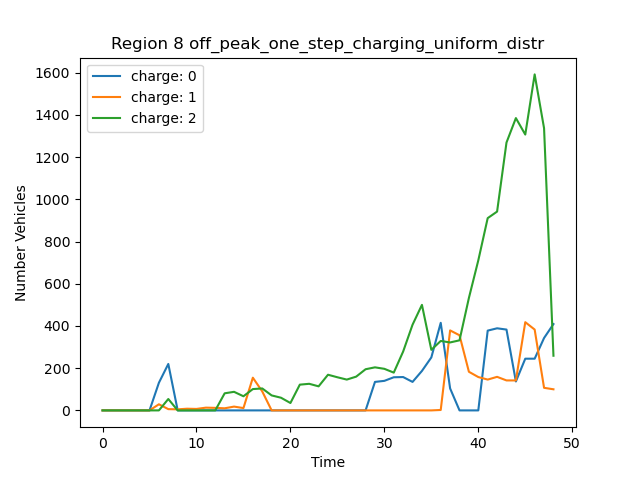 Region 8 off_peak_one_step_charging_uniform_distr
charge: 0
charge: 1
charge: 2
Number Vehicles
1600
1400
1200
1000
800
600
400
200
0
0 10 20 30 40 50
Time